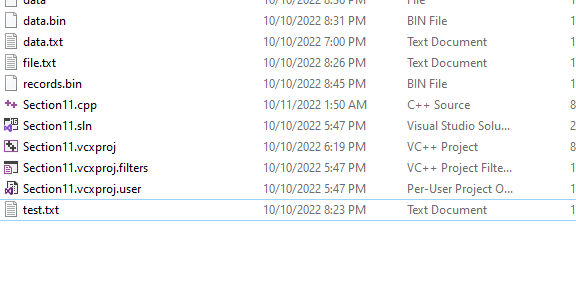 data 10/10/2022 8:30 PM File
data.bin 10/10/2022 8:31 PM BIN File 1
data.txt 10/10/2022 7:00 PM Text Document 1
file.txt 10/10/2022 8:26 PM Text Document 1
records.bin 10/10/2022 8:45 PM BIN File 1
Section11.cpp 10/11/2022 1:50 AM C++ Source 8
Section11.sln 10/10/2022 5:47 PM Visual Studio Solu... 2
Section11.vcxproj 10/10/2022 6:19 PM VC++ Project 8
Section11.vcxproj.filters 10/10/2022 5:47 PM VC++ Project Filte... 1
Section11.vcxproj.user 10/10/2022 5:47 PM Per-User Project O... 1
test.txt 10/10/2022 8:23 PM Text Document 1